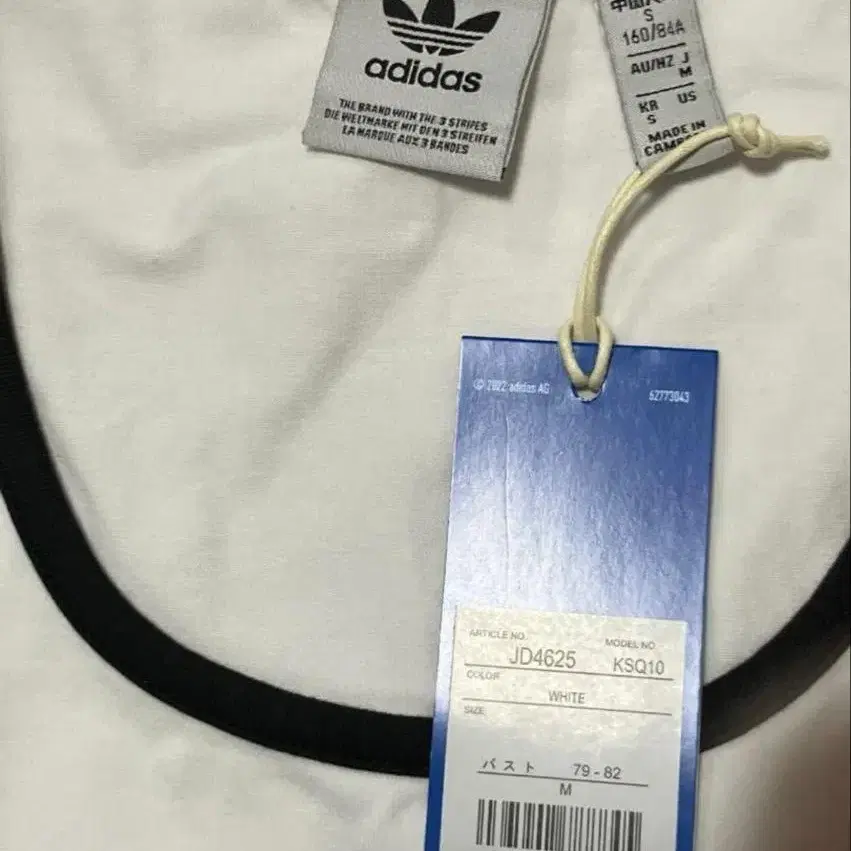 adidas
THE BRAND WITH THE 3 STRIPES
DIE WELTMARKE MIT DEN 3 STREIFEN
LA MARQUE AUX 3 BANDES
S
160/84A
AU/NZ J
M
KR US
S
MADE IN
© 2022 adidas AG 62773043
ARTICLE NO. MODEL NO
JD4625 KSQ10
COLOR
WHITE
SIZE
バスト 79-82
M